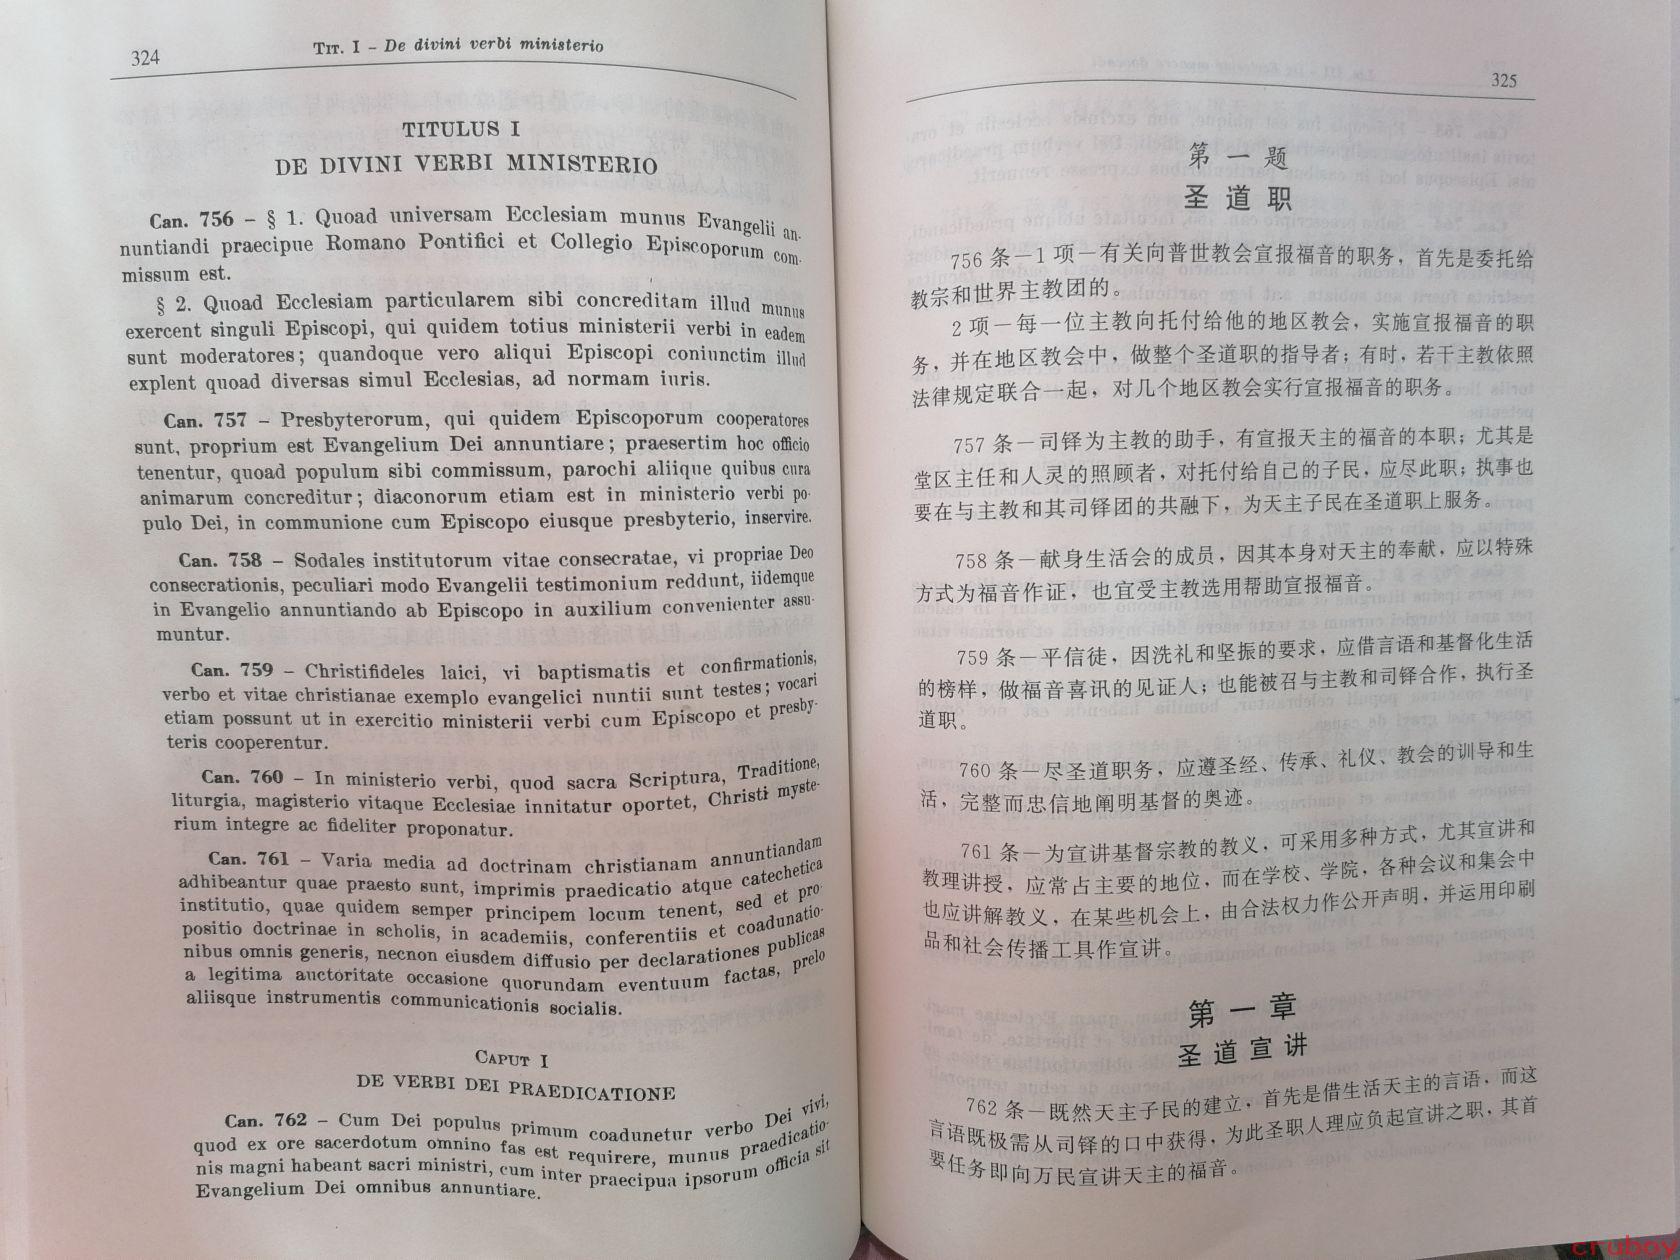 324
TIT. I – De divini verbi ministerio
TITULUS I
DE DIVINI VERBI MINISTERIO
Can. 756 – § 1. Quoad universam Ecclesiam munus Evangelii an-
nuntiandi praecipue Romano Pontifici et Collegio Episcoporum com-
missum est.
§ 2. Quoad Ecclesiam particularem sibi concreditam illud munus
exercent singuli Episcopi, qui quidem totius ministerii verbi in eadem
sunt moderatores; quandoque vero aliqui Episcopi coniunctim illud
explent quoad diversas simul Ecclesias, ad normam iuris.
Can. 757 – Presbyterorum, qui quidem Episcoporum cooperatores
sunt, proprium est Evangelium Dei annuntiare; praesertim hoc officio
tenentur, quoad populum sibi commissum, parochi aliique quibus cura
animarum concreditur; diaconorum etiam est in ministerio verbi po-
pulo Dei, in communione cum Episcopo eiusque presbyterio, inservire.
Can. 758 – Sodales institutorum vitae consecratae, vi propriae Deo
consecrationis, peculiari modo Evangelii testimonium reddunt, iidemque
in Evangelio annuntiando ab Episcopo in auxilium convenienter assu-
muntur.
Can. 759 – Christifideles laici, vi baptismatis et confirmationis,
verbo et vitae christianae exemplo evangelici nuntii sunt testes; vocari
etiam possunt ut in exercitio ministerii verbi cum Episcopo et presby-
teris cooperentur.
Can. 760 – In ministerio verbi, quod sacra Scriptura, Traditione,
liturgia, magisterio vitaque Ecclesiae innitatur oportet, Christi myste-
rium integre ac fideliter proponatur.
Can. 761 – Varia media ad doctrinam christianam annuntiandam
adhibeantur quae praesto sunt, imprimis praedicatio atque catechetica
institutio, quae quidem semper principem locum tenent, sed et pro-
positio doctrinae in scholis, in academiis, conferentiis et coadunatio-
nibus omnis generis, necnon eiusdem diffusio per declarationes publicas
a legitima auctoritate occasione quorundam eventuum factas, prelo
aliisque instrumentis communicationis socialis.
CAPUT I
DE VERBI DEI PRAEDICATIONE
Can. 762 – Cum Dei populus primum coadunetur verbo Dei vivi,
quod ex ore sacerdotum omnino fas est requirere, munus praedicatio-
nis magni habeant sacri ministri, cum inter praecipua ipsorum officia sit
Evangelium Dei omnibus annuntiare.
325
第一题
圣道职
756 条－1 项－有关向普世教会宣报福音的职务，首先是委托给
教宗和世界主教团的。
2 项－每一位主教向托付给他的地区教会，实施宣报福音的职
务，并在地区教会中，做整个圣道职的指导者；有时，若干主教依照
法律规定联合一起，对几个地区教会实行宣报福音的职务。
757 条－司铎为主教的助手，有宣报天主的福音的本职；尤其是
堂区主任和人灵的照顾者，对托付给自己的子民，应尽此职；执事也
要在与主教和其司铎团的共融下，为天主子民在圣道职上服务。
758 条－献身生活会的成员，因其本身对天主的奉献，应以特殊
方式为福音作证，也宜受主教选用帮助宣报福音。
759 条－平信徒，因洗礼和坚振的要求，应借言语和基督化生活
的榜样，做福音喜讯的见证人；也能被召与主教和司铎合作，执行圣
道职。
760 条－尽圣道职务，应遵圣经、传承、礼仪、教会的训导和生
活，完整而忠信地阐明基督的奥迹。
761 条－为宣讲基督宗教的教义，可采用多种方式，尤其宣讲和
教理讲授，应常占主要的地位，而在学校、学院，各种会议和集会中
也应讲解教义，在某些机会上，由合法权力作公开声明，并运用印刷
品和社会传播工具作宣讲。
第一章
圣道宣讲
762 条－既然天主子民的建立，首先是借生活天主的言语，而这
言语既极需从司铎的口中获得，为此圣职人理应负起宣讲之职，其首
要任务即向万民宣讲天主的福音。
cruboy